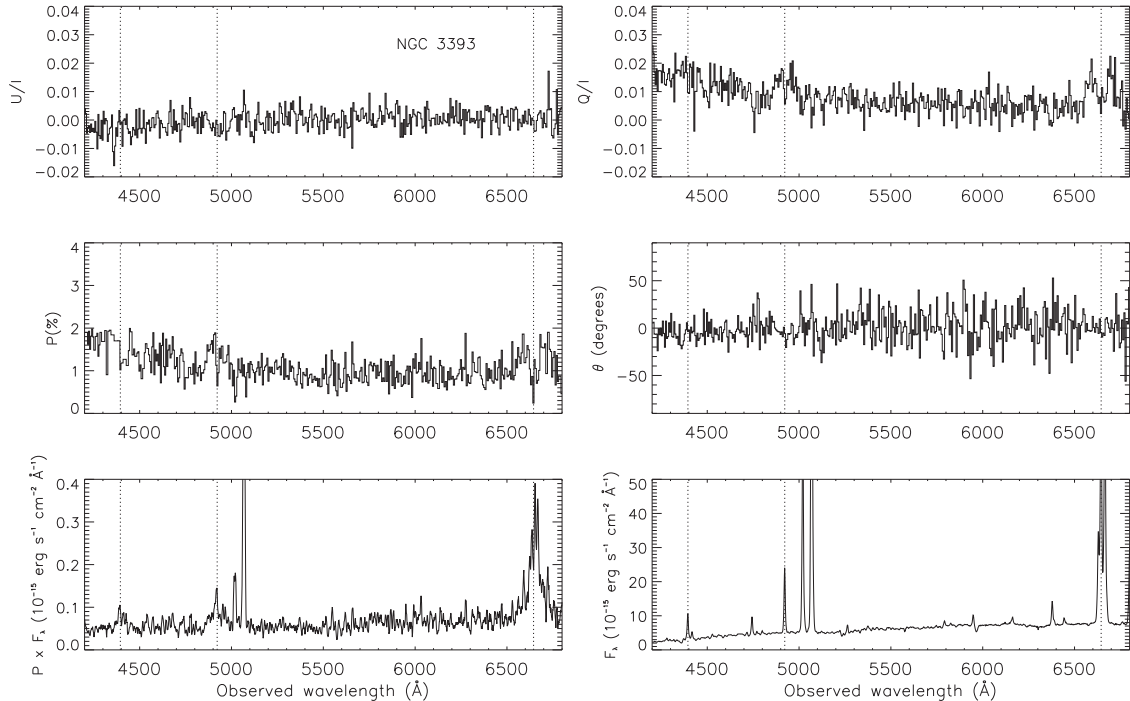 0.04
0.03
0.02
0.01
0.00
−0.01
−0.02
U/I
NGC 3393
4500 5000 5500 6000 6500
0.04
0.03
0.02
0.01
0.00
−0.01
−0.02
Q/I
4500 5000 5500 6000 6500
4
3
2
1
0
P(%)
4500 5000 5500 6000 6500
50
0
−50
θ (degrees)
4500 5000 5500 6000 6500
0.4
0.3
0.2
0.1
0.0
P x Fλ (10⁻¹⁵ erg s⁻¹ cm⁻² Å⁻¹)
4500 5000 5500 6000 6500
Observed wavelength (Å)
50
40
30
20
10
0
Fλ (10⁻¹⁵ erg s⁻¹ cm⁻² Å⁻¹)
4500 5000 5500 6000 6500
Observed wavelength (Å)